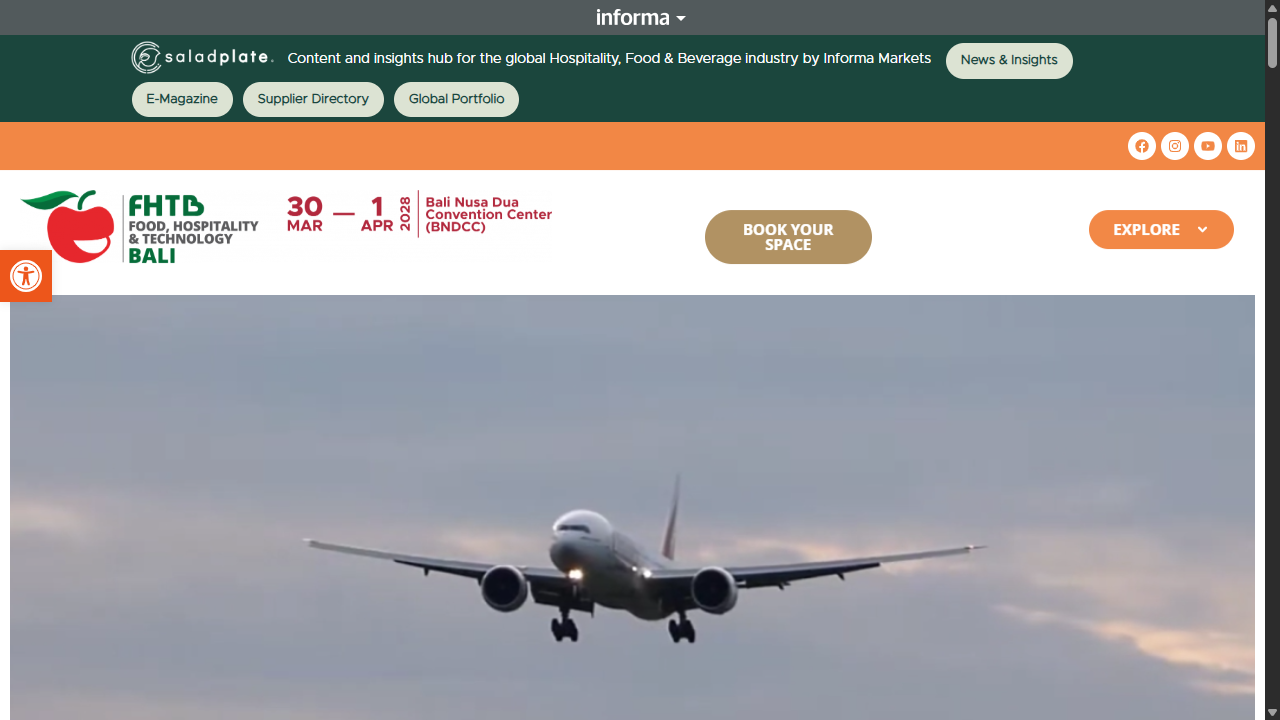 informa
saladplate. Content and insights hub for the global Hospitality, Food & Beverage industry by Informa Markets News & Insights
E-Magazine Supplier Directory Global Portfolio
FHTB
FOOD, HOSPITALITY
& TECHNOLOGY
BALI
30 — 1
MAR APR
2028
Bali Nusa Dua
Convention Center
(BNDCC)
BOOK YOUR
SPACE
EXPLORE